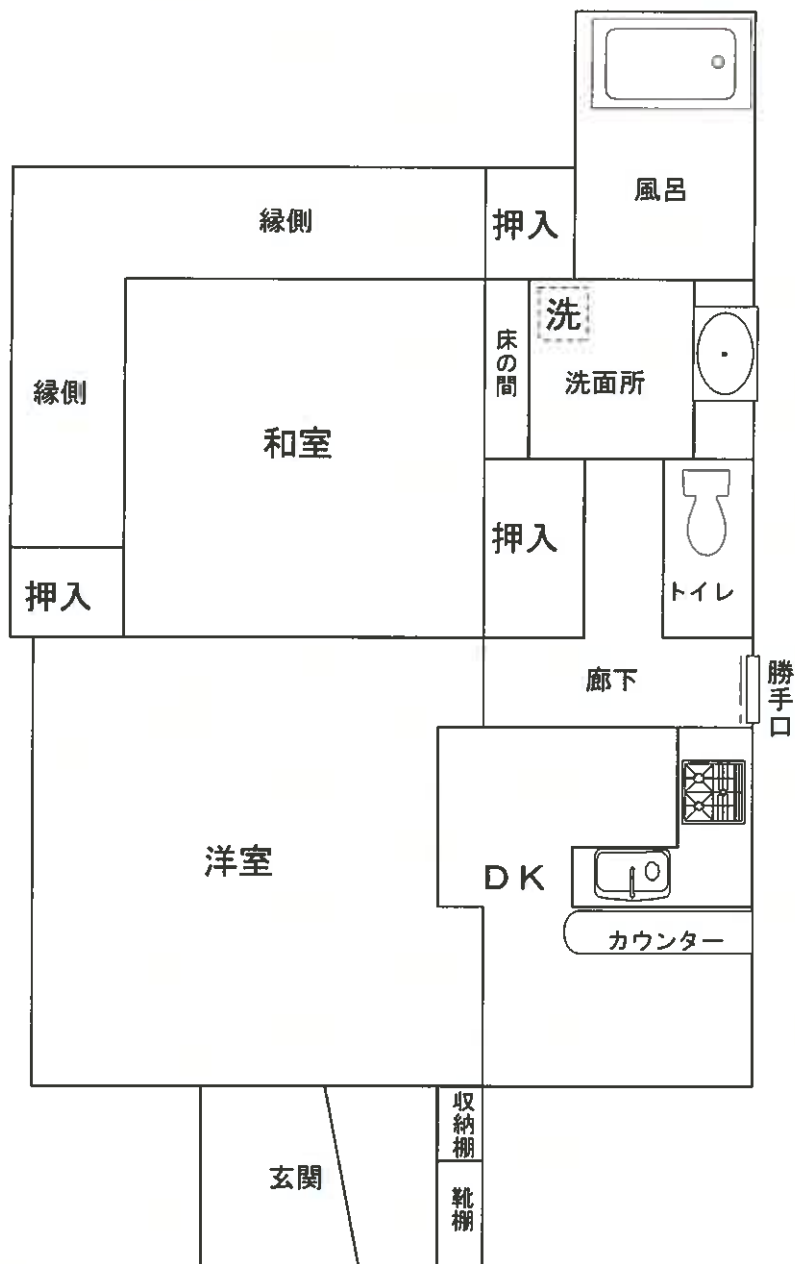 風呂
縁側
押入
洗
床の間
洗面所
縁側
和室
押入
押入
トイレ
廊下
勝手口
洋室
DK
カウンター
収納棚
玄関
靴棚